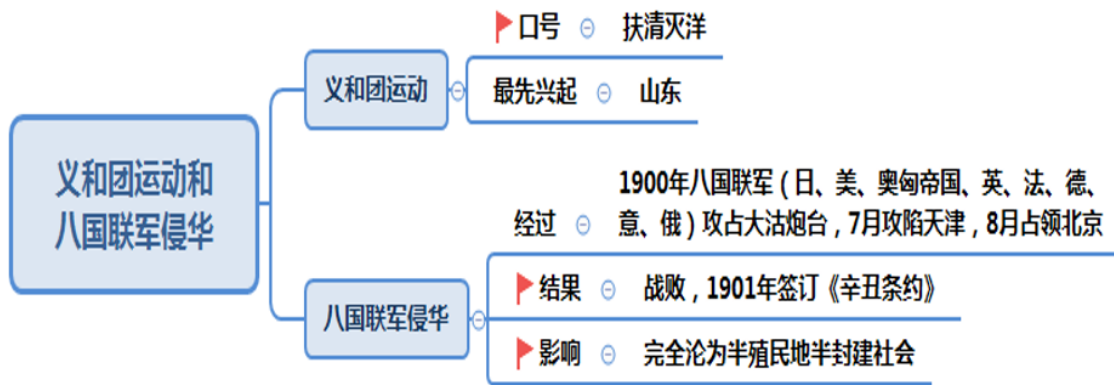 义和团运动和
八国联军侵华
义和团运动
口号 扶清灭洋
最先兴起 山东
八国联军侵华
经过 1900年八国联军（日、美、奥匈帝国、英、法、德、
意、俄）攻占大沽炮台，7月攻陷天津，8月占领北京
结果 战败，1901年签订《辛丑条约》
影响 完全沦为半殖民地半封建社会